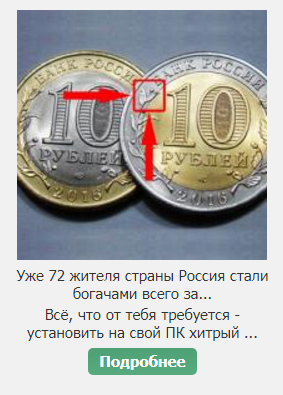 БАНК РОССИИ
10
РУБЛЕЙ
2016
БАНК РОССИИ
10
РУБЛЕЙ
2016
Уже 72 жителя страны Россия стали
богачами всего за...
Всё, что от тебя требуется -
установить на свой ПК хитрый ...
Подробнее